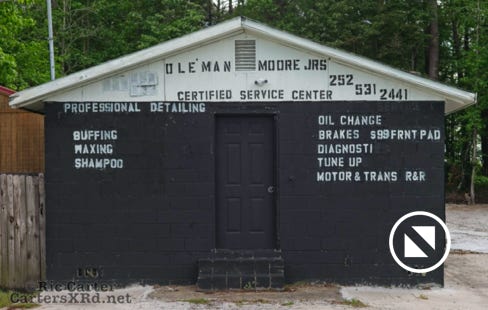 OLE'MAN MOORE JRS'
CERTIFIED SERVICE CENTER
252 531 2441
PROFESSIONAL DETAILING
BUFFING
WAXING
SHAMPOO
OIL CHANGE
BRAKES $99 FRNT PAD
DIAGNOSTI
TUNE UP
MOTOR & TRANS R&R
Ric Carter
CartersXRd.net